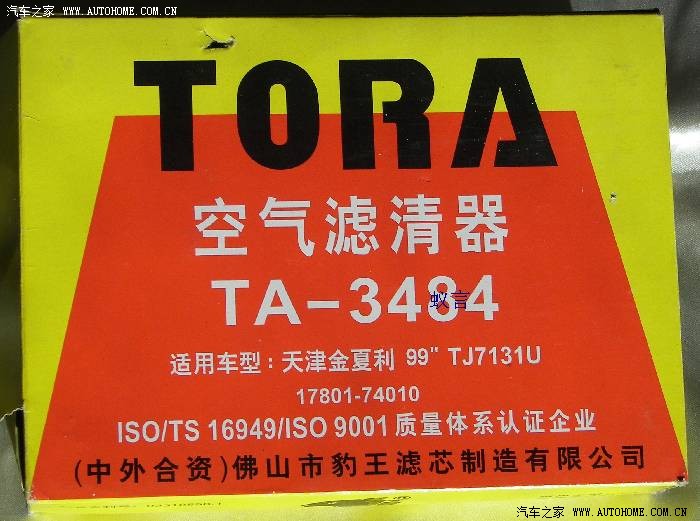 汽车之家 WWW.AUTOHOME.COM.CN
TORA
空气滤清器
TA-3484
蚁言
适用车型：天津金夏利 99" TJ7131U
17801-74010
ISO/TS 16949/ISO 9001 质量体系认证企业
(中外合资)佛山市豹王滤芯制造有限公司
汽车之家 WWW.AUTOHOME.COM.CN